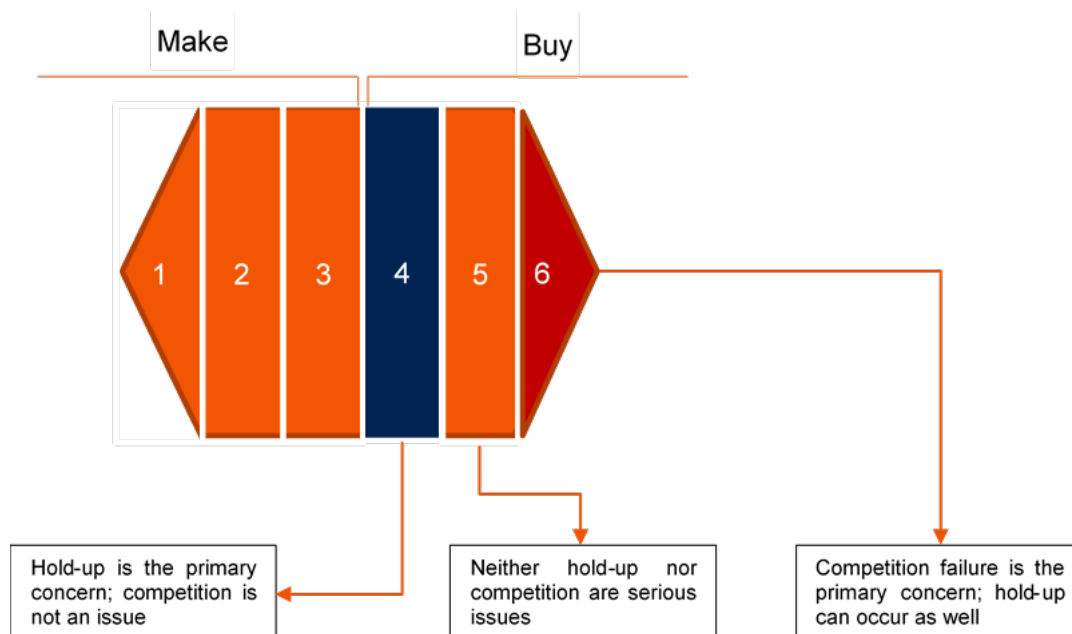 Make
Buy
1
2
3
4
5
6
Hold-up is the primary
concern; competition is
not an issue
Neither hold-up nor
competition are serious
issues
Competition failure is the
primary concern; hold-up
can occur as well